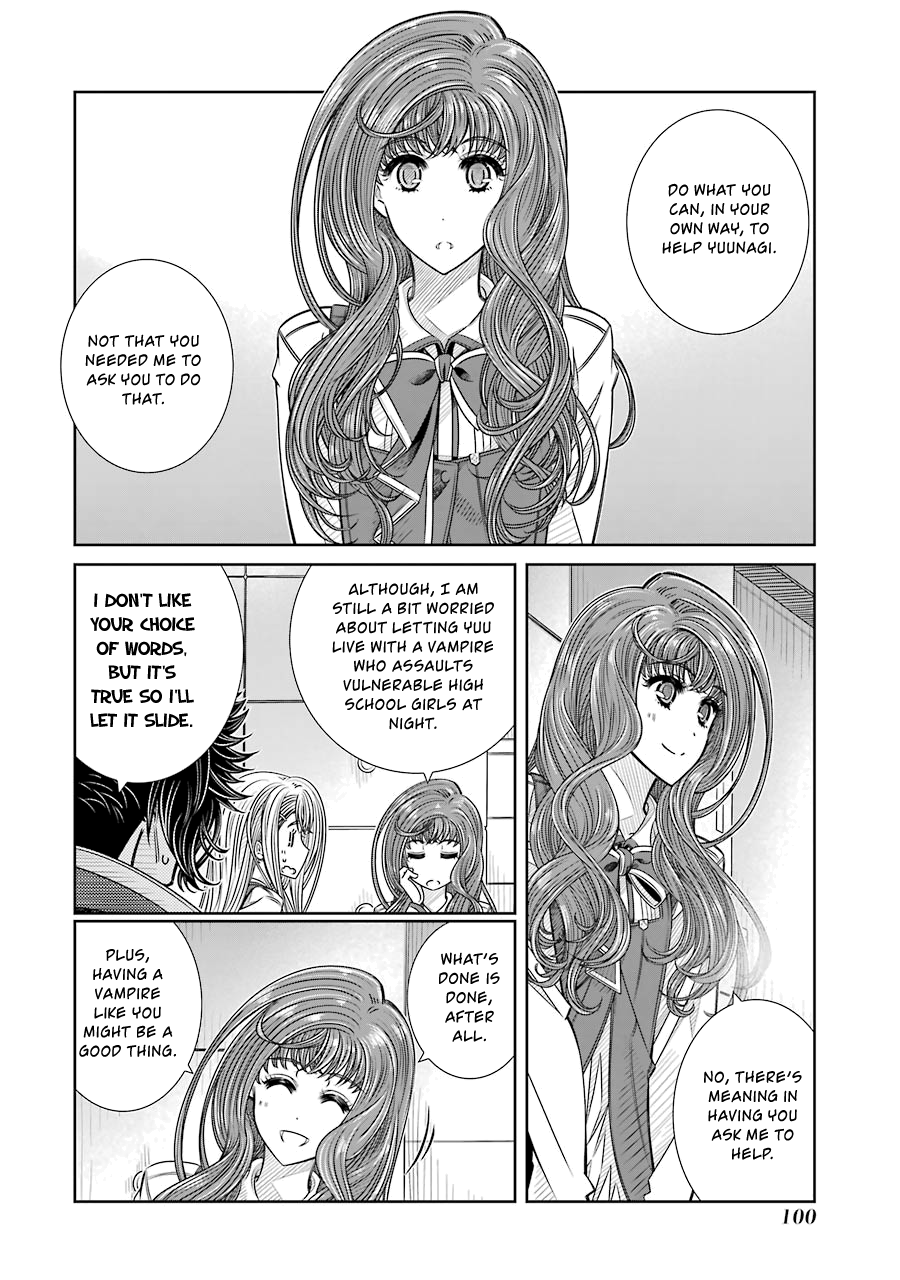 DO WHAT YOU
CAN, IN YOUR
OWN WAY, TO
HELP YUUNAGI.
NOT THAT YOU
NEEDED ME TO
ASK YOU TO DO
THAT.
NO, THERE'S
MEANING IN
HAVING YOU
ASK ME TO
HELP.
ALTHOUGH, I AM
STILL A BIT WORRIED
ABOUT LETTING YUU
LIVE WITH A VAMPIRE
WHO ASSAULTS
VULNERABLE HIGH
SCHOOL GIRLS AT
NIGHT.
I DON'T LIKE
YOUR CHOICE
OF WORDS,
BUT IT'S
TRUE SO I'LL
LET IT SLIDE.
WHAT'S
DONE IS
DONE,
AFTER
ALL.
PLUS,
HAVING A
VAMPIRE
LIKE YOU
MIGHT BE A
GOOD THING.
100